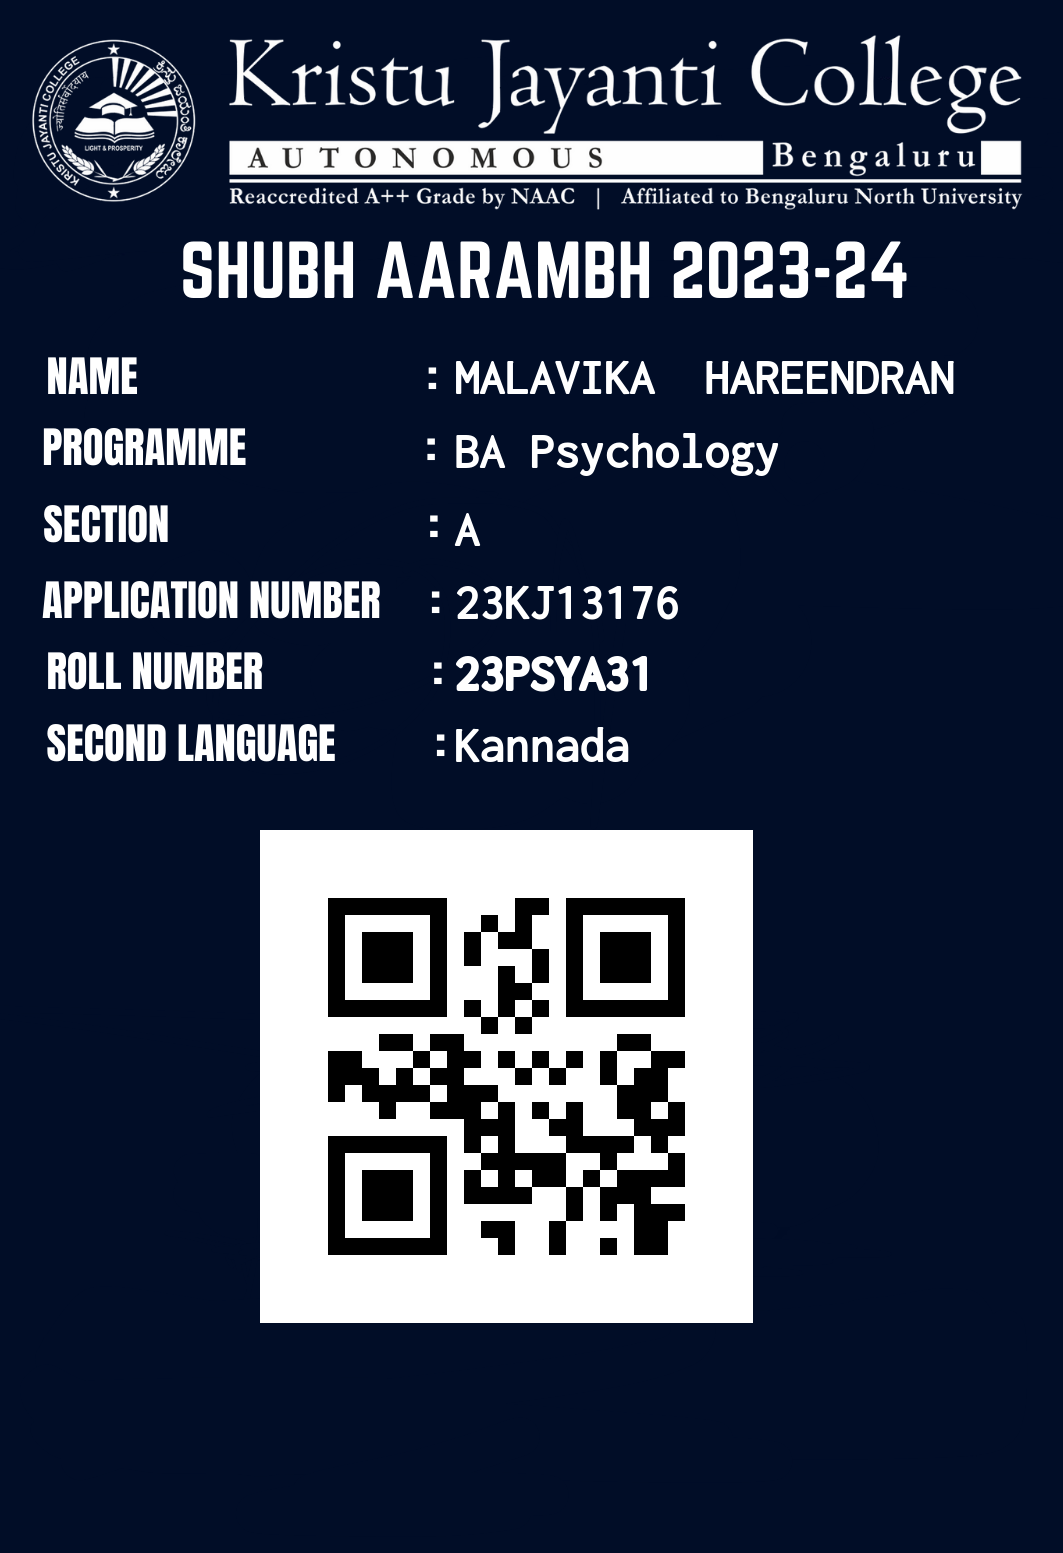 KRISTU JAYANTI COLLEGE
ಕ್ರಿಸ್ತು ಜಯಂತಿ ಕಾಲೇಜು
LIGHT & PROSPERITY
Kristu Jayanti College
AUTONOMOUS Bengaluru
Reaccredited A++ Grade by NAAC | Affiliated to Bengaluru North University
SHUBH AARAMBH 2023-24
NAME : MALAVIKA HAREENDRAN
PROGRAMME : BA Psychology
SECTION : A
APPLICATION NUMBER : 23KJ13176
ROLL NUMBER : 23PSYA31
SECOND LANGUAGE : Kannada